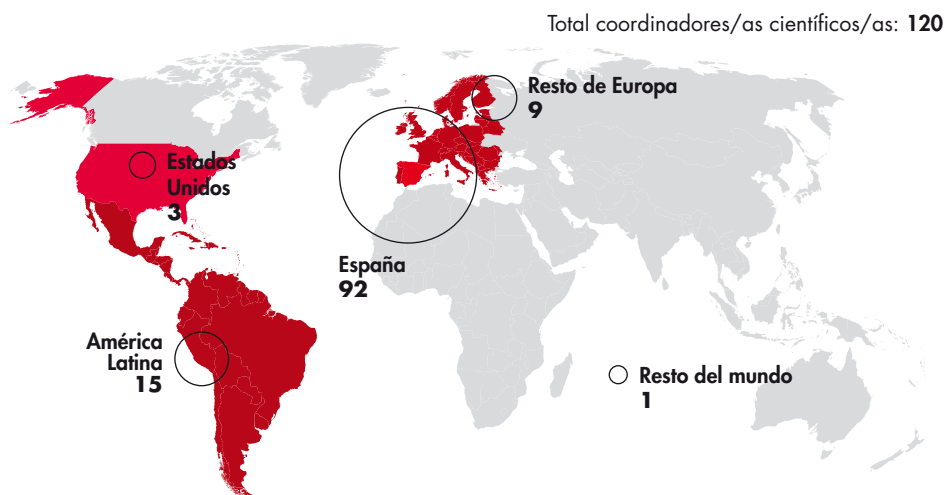 Total coordinadores/as científicos/as: 120
Resto de Europa
9
Estados
Unidos
3
España
92
América
Latina
15
Resto del mundo
1